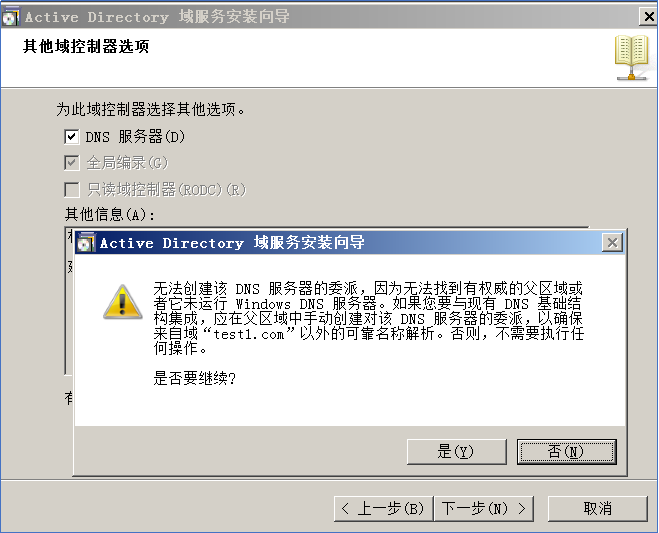 Active Directory 域服务安装向导
其他域控制器选项
为此域控制器选择其他选项。
DNS 服务器(D)
全局编录(G)
只读域控制器(RODC)(R)
其他信息(A):
Active Directory 域服务安装向导
无法创建该 DNS 服务器的委派，因为无法找到有权威的父区域或
者它未运行 Windows DNS 服务器。如果您要与现有 DNS 基础结
构集成，应在父区域中手动创建对该 DNS 服务器的委派，以确保
来自域“test1.com”以外的可靠名称解析。否则，不需要执行任
何操作。
是否要继续?
是(Y)
否(N)
< 上一步(B)
下一步(N) >
取消